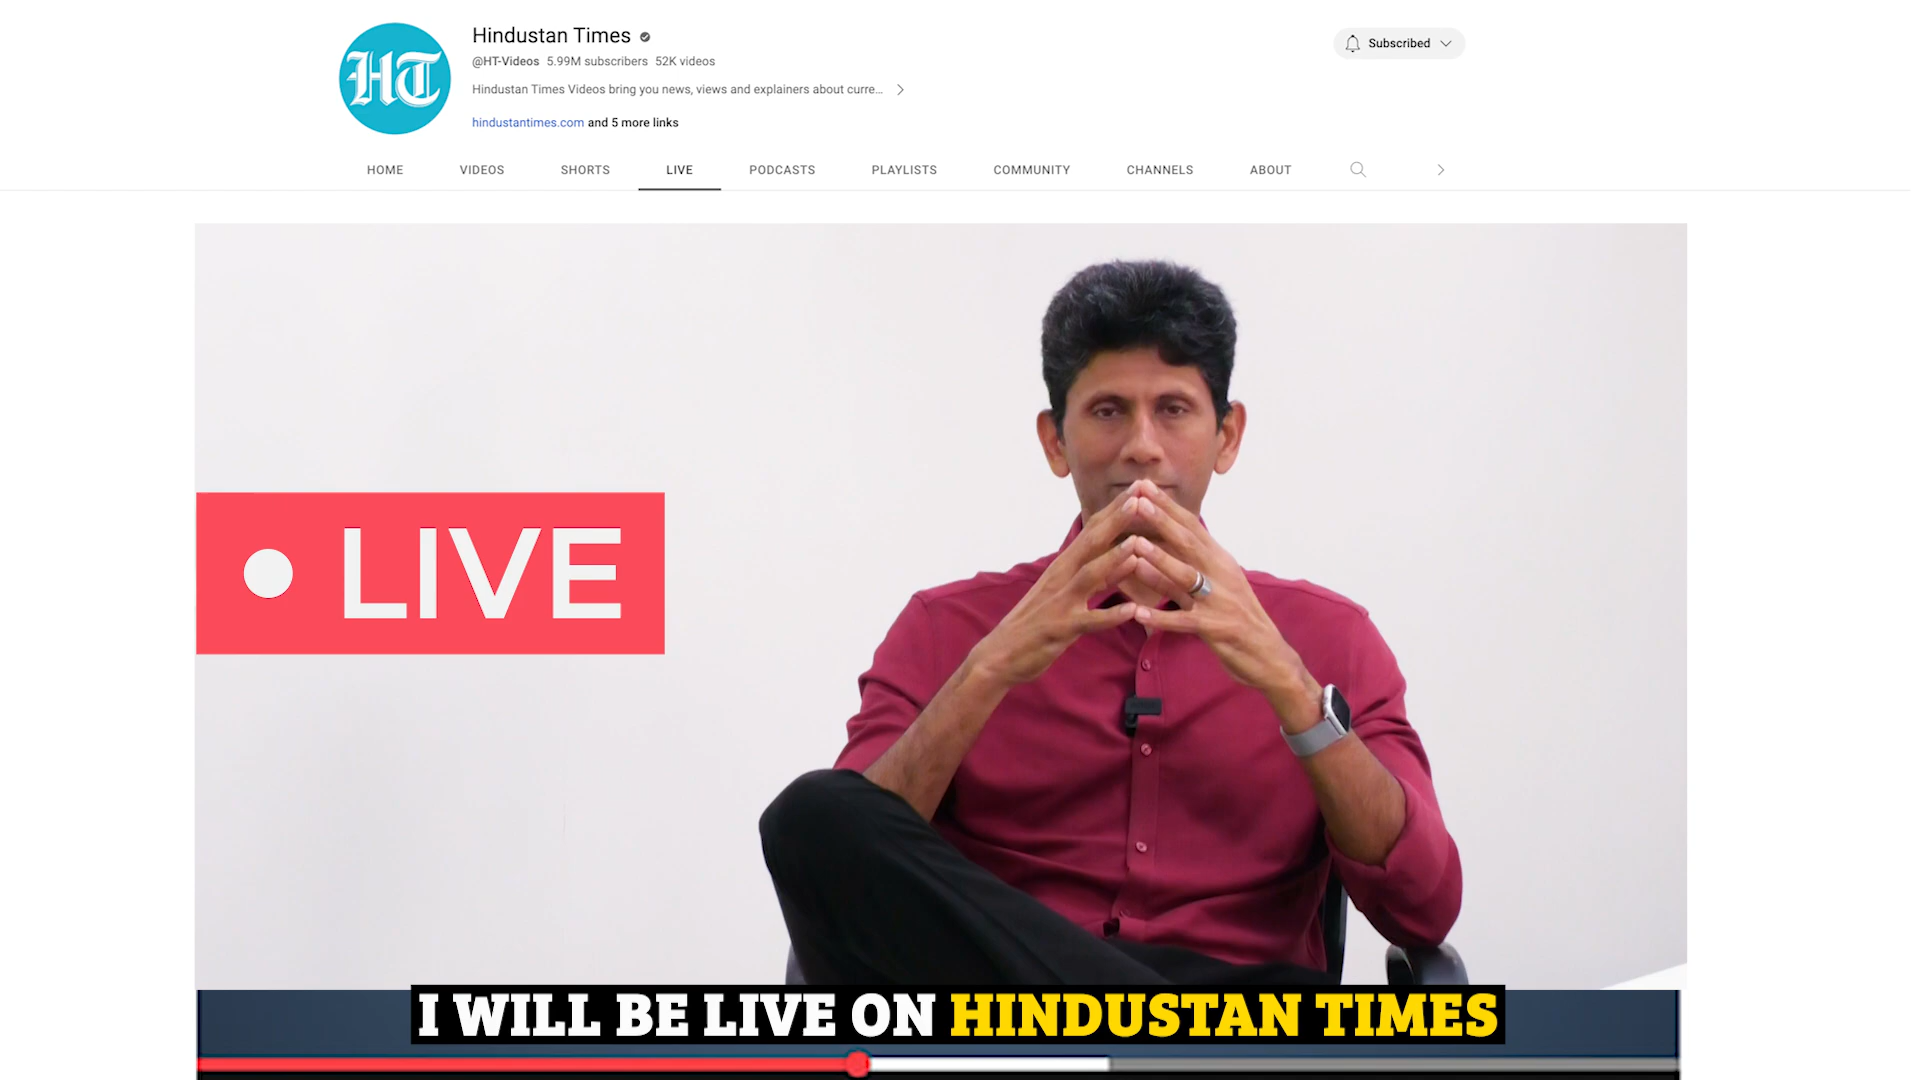 HT
Hindustan Times
@HT-Videos 5.99M subscribers 52K videos
Hindustan Times Videos bring you news, views and explainers about curre...
hindustantimes.com and 5 more links
Subscribed
HOME VIDEOS SHORTS LIVE PODCASTS PLAYLISTS COMMUNITY CHANNELS ABOUT
LIVE
I WILL BE LIVE ON HINDUSTAN TIMES